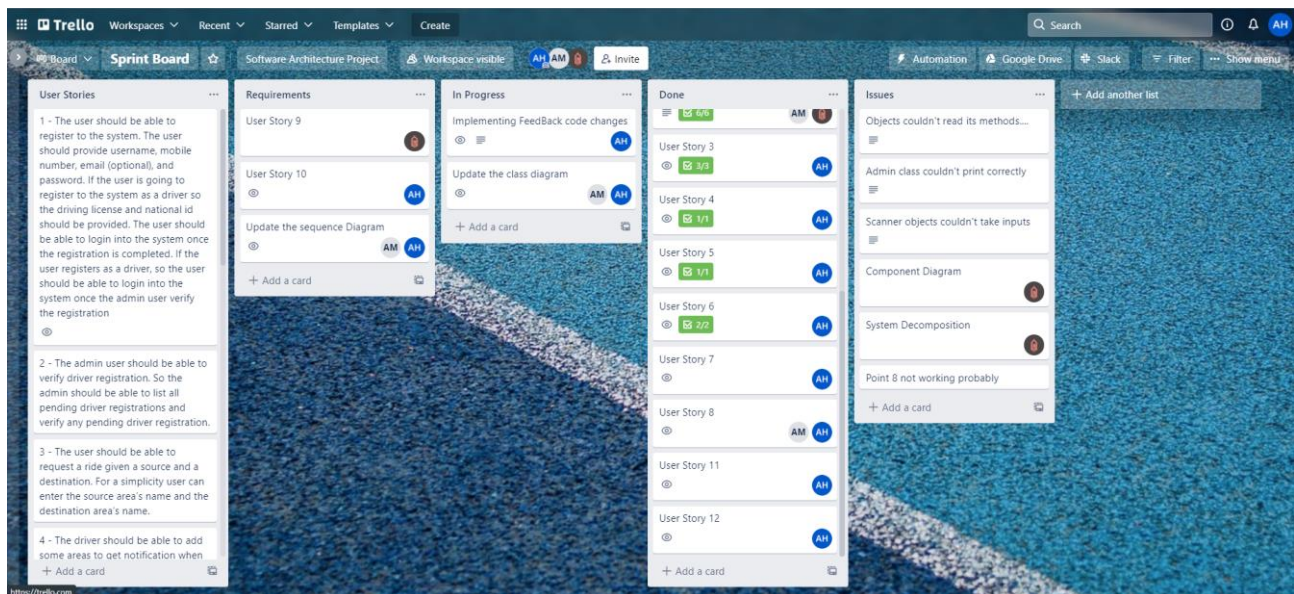 Trello Workspaces Recent Starred Templates Create Search AH
Board Sprint Board Software Architecture Project Workspace visible AH AM Invite Automation Google Drive Slack Filter ... Show menu
User Stories ...
1 - The user should be able to
register to the system. The user
should provide username, mobile
number, email (optional), and
password. If the user is going to
register to the system as a driver so
the driving license and national id
should be provided. The user should
be able to login into the system once
the registration is completed. If the
user registers as a driver, so the user
should be able to login into the
system once the admin user verify
the registration
2 - The admin user should be able to
verify driver registration. So the
admin should be able to list all
pending driver registrations and
verify any pending driver registration.
3 - The user should be able to
request a ride given a source and a
destination. For a simplicity user can
enter the source area's name and the
destination area's name.
4 - The driver should be able to add
some areas to get notification when
+ Add a card
Requirements ...
User Story 9
User Story 10
AH
Update the sequence Diagram
AM AH
+ Add a card
In Progress ...
Implementing FeedBack code changes
AH
Update the class diagram
AM AH
+ Add a card
Done ...
6/6 AM
User Story 3
3/3 AH
User Story 4
1/1 AH
User Story 5
1/1 AH
User Story 6
2/2 AH
User Story 7
AH
User Story 8
AM AH
User Story 11
AH
User Story 12
AH
+ Add a card
Issues ...
Objects couldn't read its methods....
Admin class couldn't print correctly
Scanner objects couldn't take inputs
Component Diagram
System Decomposition
Point 8 not working probably
+ Add a card
+ Add another list
https://trello.com